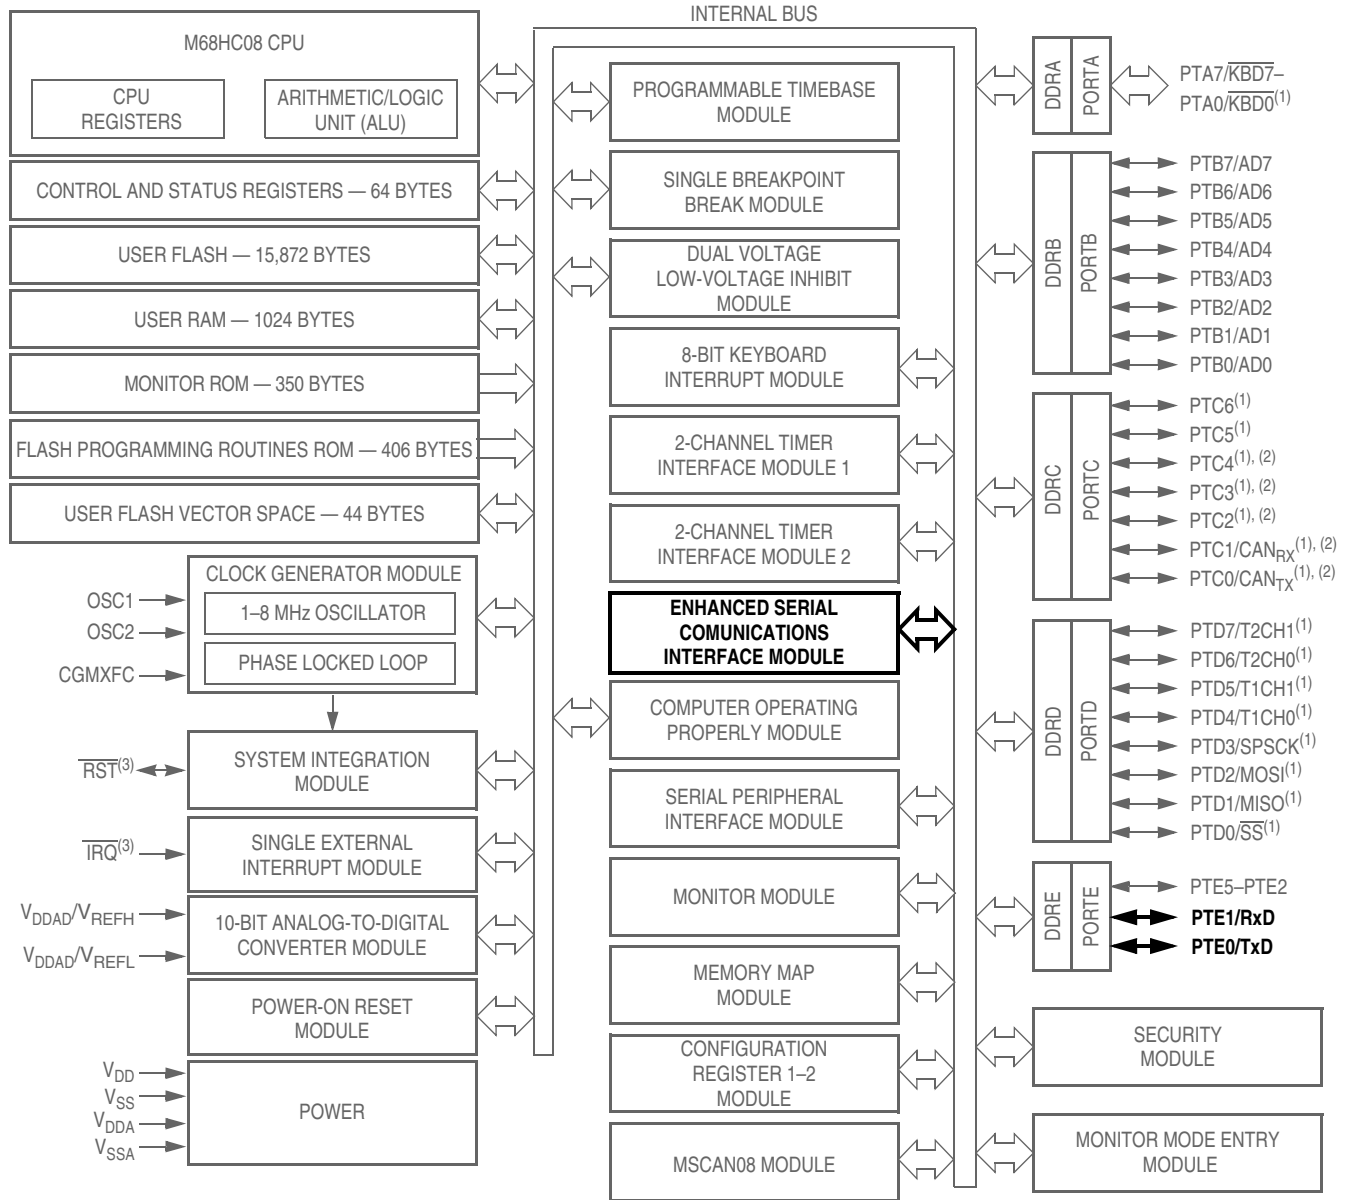 INTERNAL BUS
M68HC08 CPU
CPU
REGISTERS
ARITHMETIC/LOGIC
UNIT (ALU)
CONTROL AND STATUS REGISTERS — 64 BYTES
USER FLASH — 15,872 BYTES
USER RAM — 1024 BYTES
MONITOR ROM — 350 BYTES
FLASH PROGRAMMING ROUTINES ROM — 406 BYTES
USER FLASH VECTOR SPACE — 44 BYTES
CLOCK GENERATOR MODULE
1–8 MHz OSCILLATOR
PHASE LOCKED LOOP
OSC1
OSC2
CGMXFC
SYSTEM INTEGRATION
MODULE
RST(3)
SINGLE EXTERNAL
INTERRUPT MODULE
IRQ(3)
10-BIT ANALOG-TO-DIGITAL
CONVERTER MODULE
VDDAD/VREFH
VDDAD/VREFL
POWER-ON RESET
MODULE
POWER
VDD
VSS
VDDA
VSSA
PROGRAMMABLE TIMEBASE
MODULE
SINGLE BREAKPOINT
BREAK MODULE
DUAL VOLTAGE
LOW-VOLTAGE INHIBIT
MODULE
8-BIT KEYBOARD
INTERRUPT MODULE
2-CHANNEL TIMER
INTERFACE MODULE 1
2-CHANNEL TIMER
INTERFACE MODULE 2
ENHANCED SERIAL
COMUNICATIONS
INTERFACE MODULE
COMPUTER OPERATING
PROPERLY MODULE
SERIAL PERIPHERAL
INTERFACE MODULE
MONITOR MODULE
MEMORY MAP
MODULE
CONFIGURATION
REGISTER 1–2
MODULE
MSCAN08 MODULE
DDRA
PORTA
PTA7/KBD7–
PTA0/KBD0(1)
DDRB
PORTB
PTB7/AD7
PTB6/AD6
PTB5/AD5
PTB4/AD4
PTB3/AD3
PTB2/AD2
PTB1/AD1
PTB0/AD0
DDRC
PORTC
PTC6(1)
PTC5(1)
PTC4(1), (2)
PTC3(1), (2)
PTC2(1), (2)
PTC1/CANRX(1), (2)
PTC0/CANTX(1), (2)
DDRD
PORTD
PTD7/T2CH1(1)
PTD6/T2CH0(1)
PTD5/T1CH1(1)
PTD4/T1CH0(1)
PTD3/SPSCK(1)
PTD2/MOSI(1)
PTD1/MISO(1)
PTD0/SS(1)
DDRE
PORTE
PTE5–PTE2
PTE1/RxD
PTE0/TxD
SECURITY
MODULE
MONITOR MODE ENTRY
MODULE